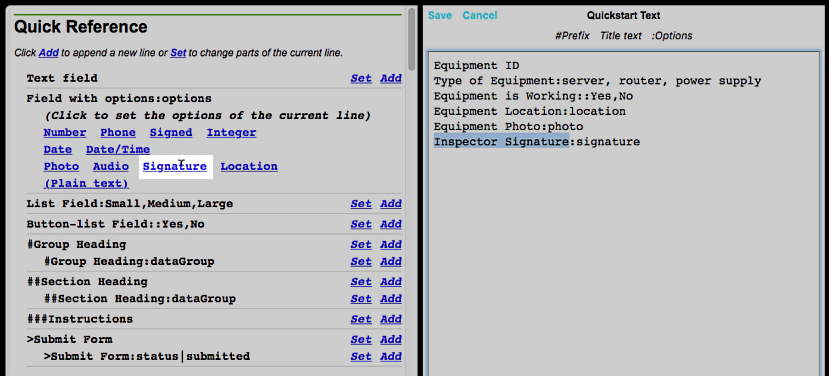 Quick Reference
Click Add to append a new line or Set to change parts of the current line.
Text field Set Add
Field with options:options
(Click to set the options of the current line)
Number Phone Signed Integer
Date Date/Time
Photo Audio Signature Location
(Plain text)
List Field:Small,Medium,Large Set Add
Button-list Field::Yes,No Set Add
#Group Heading Set Add
#Group Heading:dataGroup Set Add
##Section Heading Set Add
##Section Heading:dataGroup Set Add
###Instructions Set Add
>Submit Form Set Add
>Submit Form:status|submitted Set Add
Save Cancel Quickstart Text
#Prefix Title text :Options
Equipment ID
Type of Equipment:server, router, power supply
Equipment is Working::Yes,No
Equipment Location:location
Equipment Photo:photo
Inspector Signature:signature